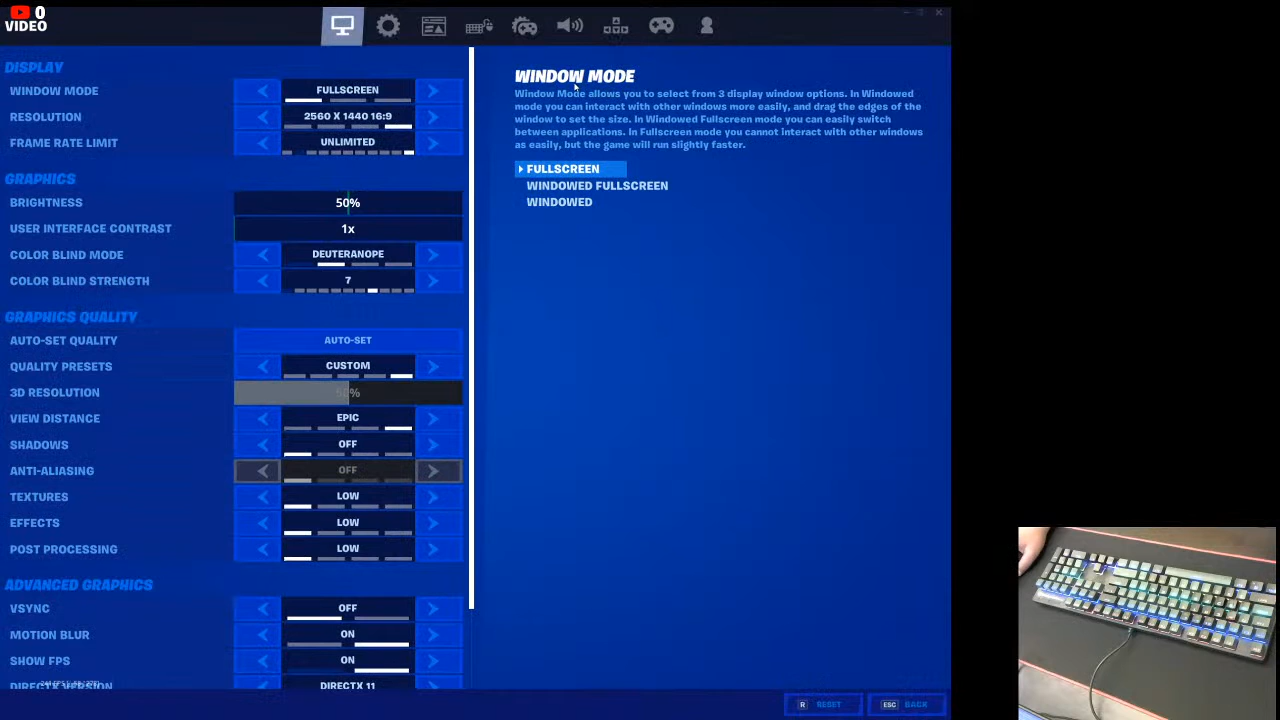 0
VIDEO
DISPLAY
WINDOW MODE
FULLSCREEN
RESOLUTION
2560 X 1440 16:9
FRAME RATE LIMIT
UNLIMITED
GRAPHICS
BRIGHTNESS
50%
USER INTERFACE CONTRAST
1x
COLOR BLIND MODE
DEUTERANOPE
COLOR BLIND STRENGTH
7
GRAPHICS QUALITY
AUTO-SET QUALITY
AUTO-SET
QUALITY PRESETS
CUSTOM
3D RESOLUTION
50%
VIEW DISTANCE
EPIC
SHADOWS
OFF
ANTI-ALIASING
OFF
TEXTURES
LOW
EFFECTS
LOW
POST PROCESSING
LOW
ADVANCED GRAPHICS
VSYNC
OFF
MOTION BLUR
ON
SHOW FPS
ON
DIRECTX VERSION
DIRECTX 11
WINDOW MODE
Window Mode allows you to select from 3 display window options. In Windowed
mode you can interact with other windows more easily, and drag the edges of the
window to set the size. In Windowed Fullscreen mode you can easily switch
between applications. In Fullscreen mode you cannot interact with other windows
as easily, but the game will run slightly faster.
FULLSCREEN
WINDOWED FULLSCREEN
WINDOWED
R RESET
ESC BACK